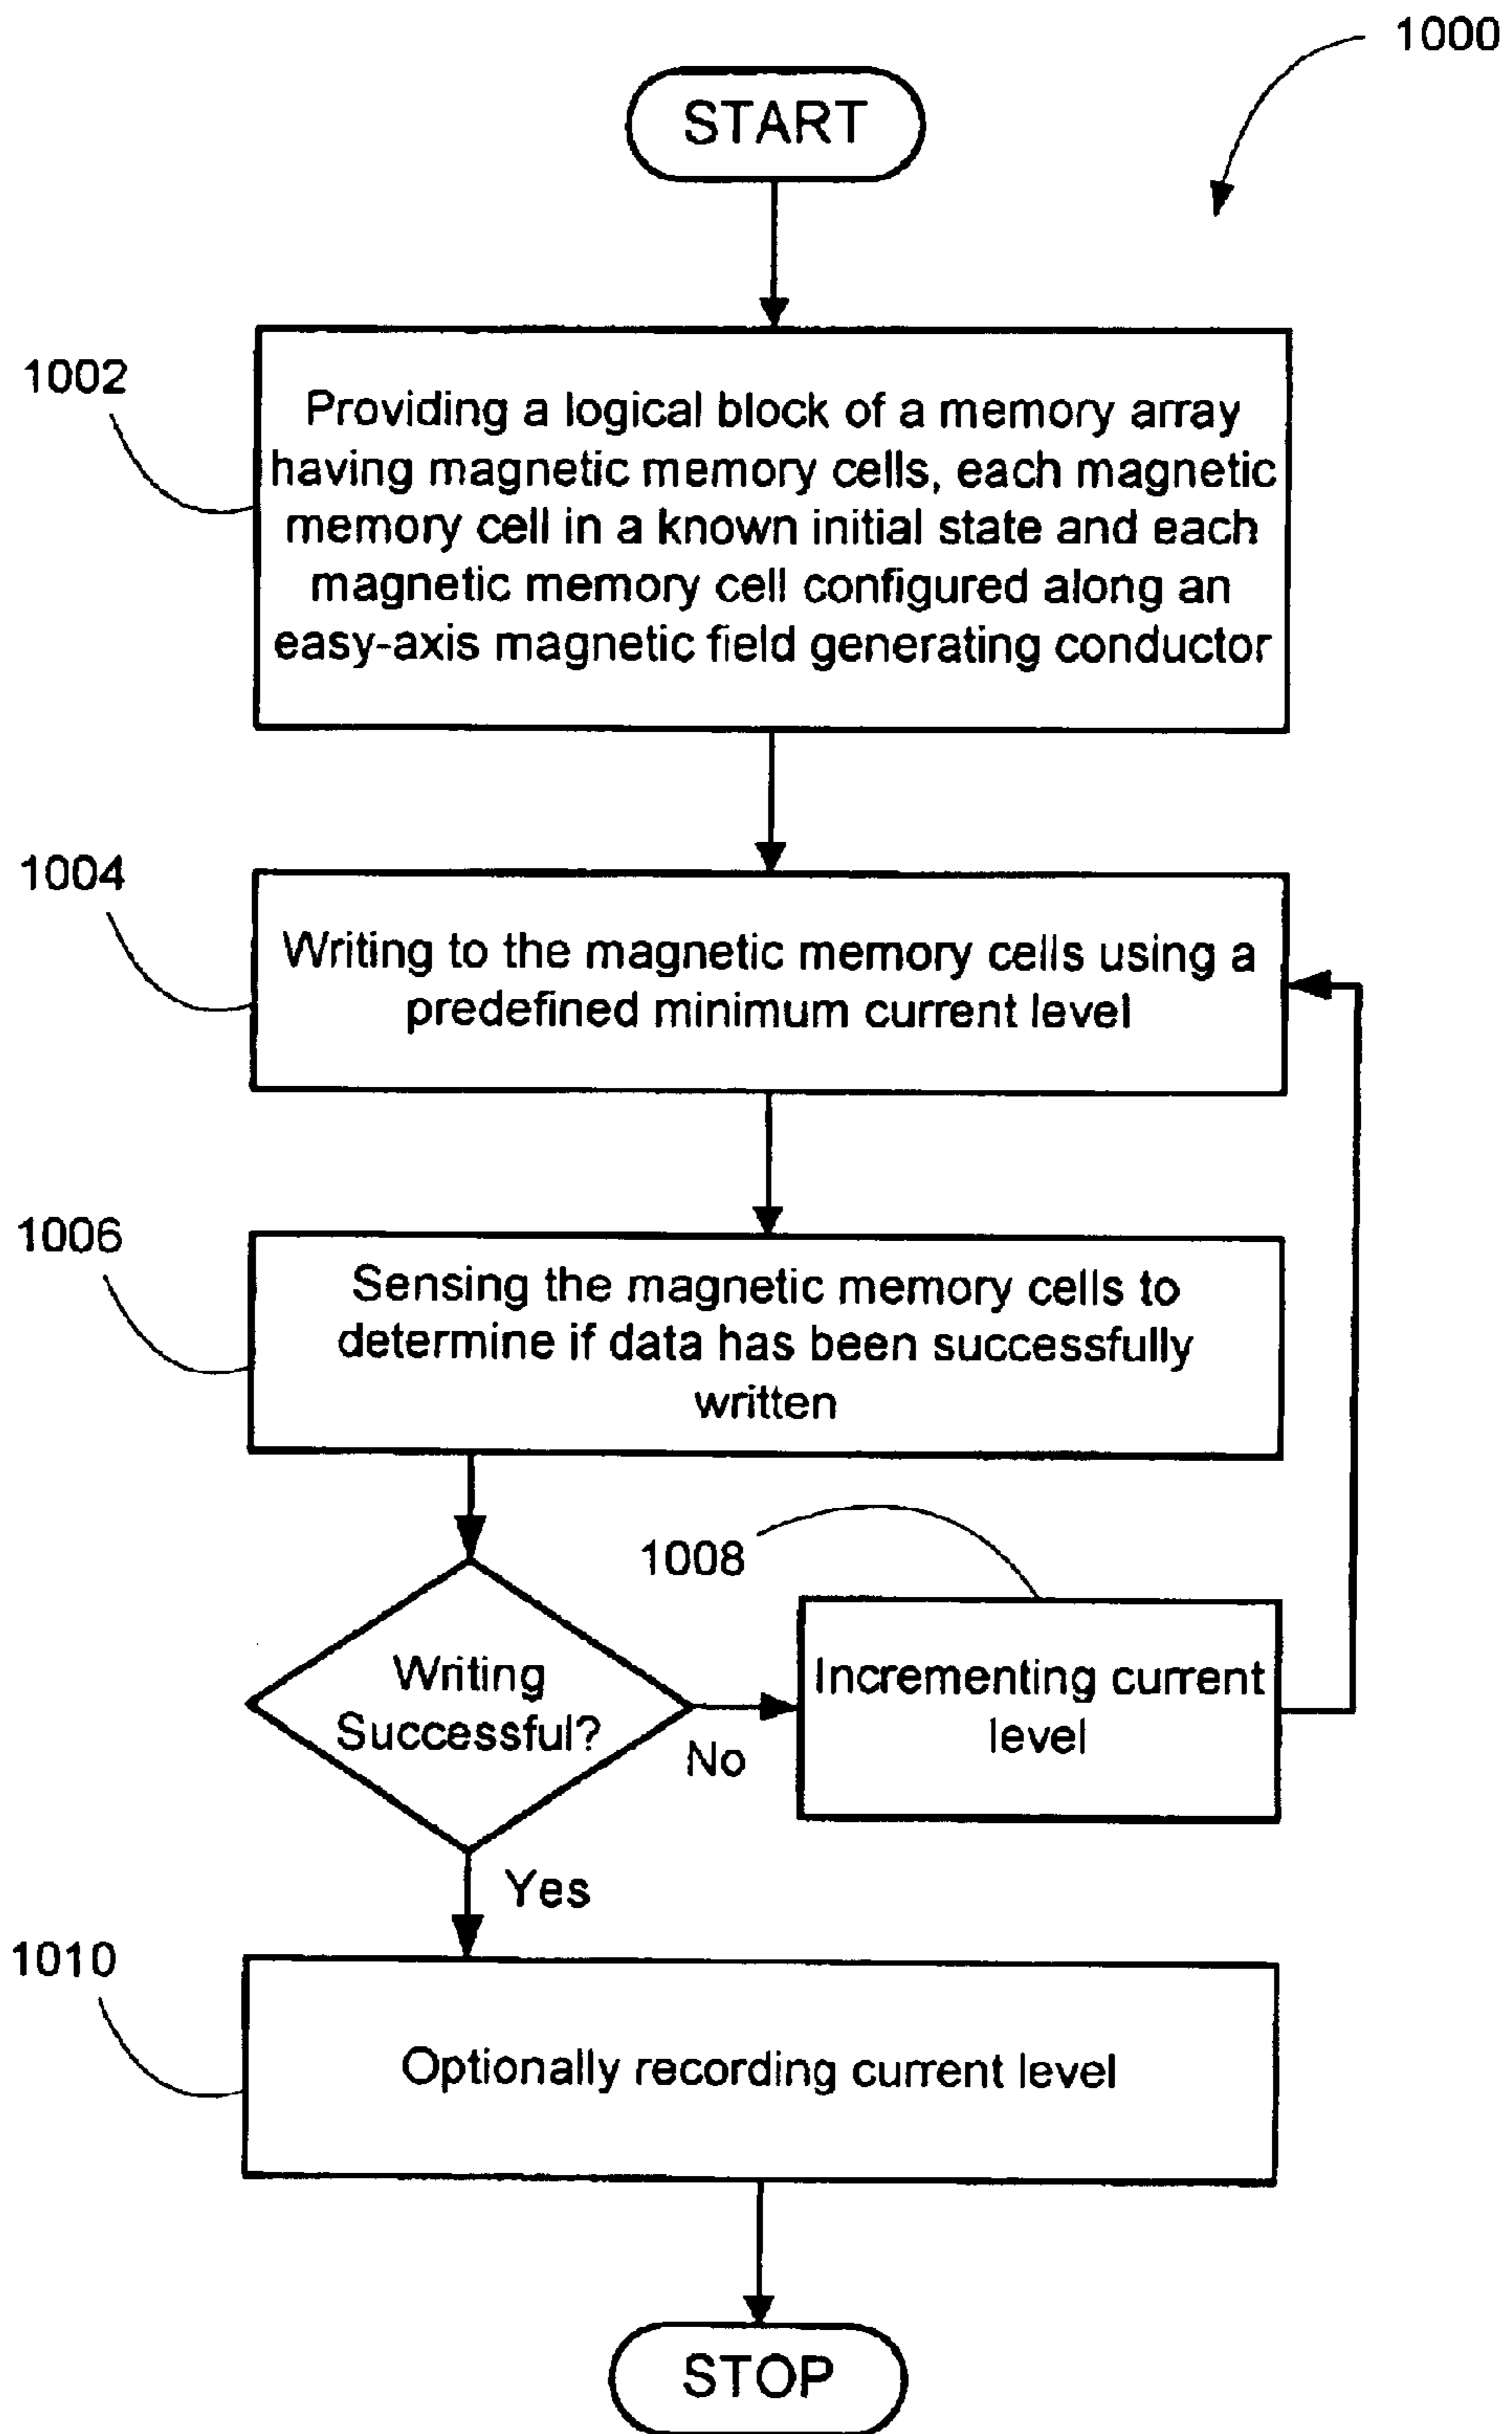 1000
START
1002
Providing a logical block of a memory array
having magnetic memory cells, each magnetic
memory cell in a known initial state and each
magnetic memory cell configured along an
easy-axis magnetic field generating conductor
1004
Writing to the magnetic memory cells using a
predefined minimum current level
1006
Sensing the magnetic memory cells to
determine if data has been successfully
written
1008
Writing
Successful?
No
Incrementing current
level
Yes
1010
Optionally recording current level
STOP